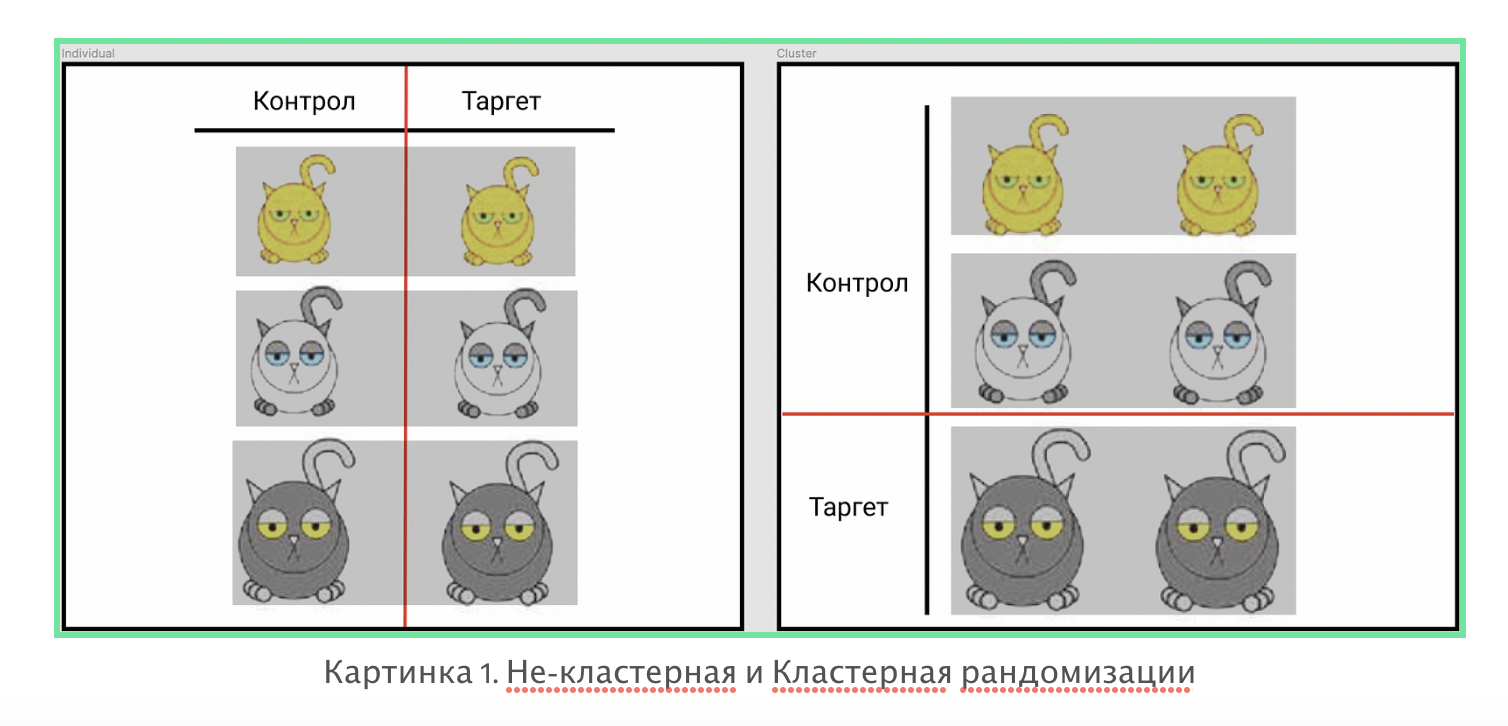 Individual
Контрол Таргет
Cluster
Контрол
Таргет
Картинка 1. Не-кластерная и Кластерная рандомизации